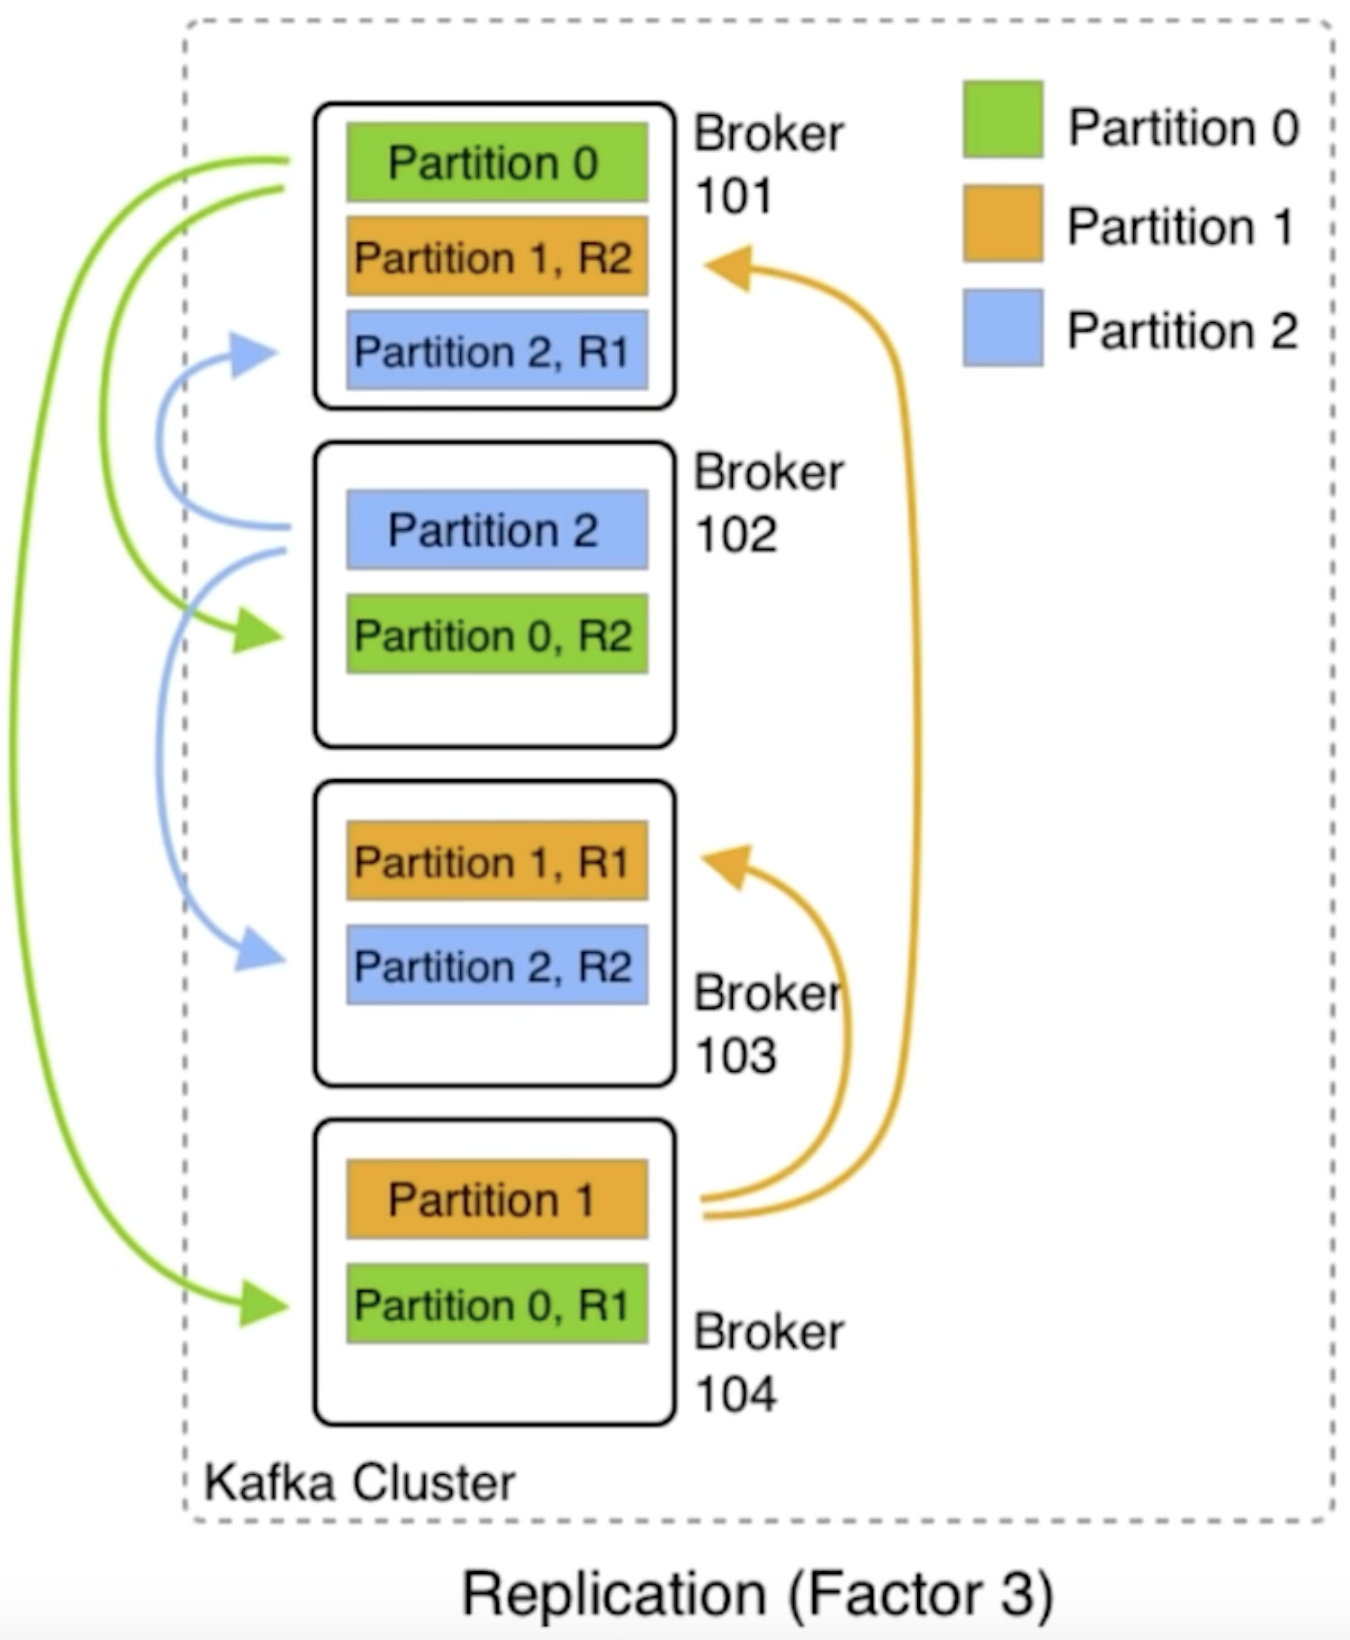 Partition 0
Partition 1, R2
Partition 2, R1
Broker
101
Partition 0
Partition 1
Partition 2
Partition 2
Partition 0, R2
Broker
102
Partition 1, R1
Partition 2, R2
Broker
103
Partition 1
Partition 0, R1
Broker
104
Kafka Cluster
Replication (Factor 3)